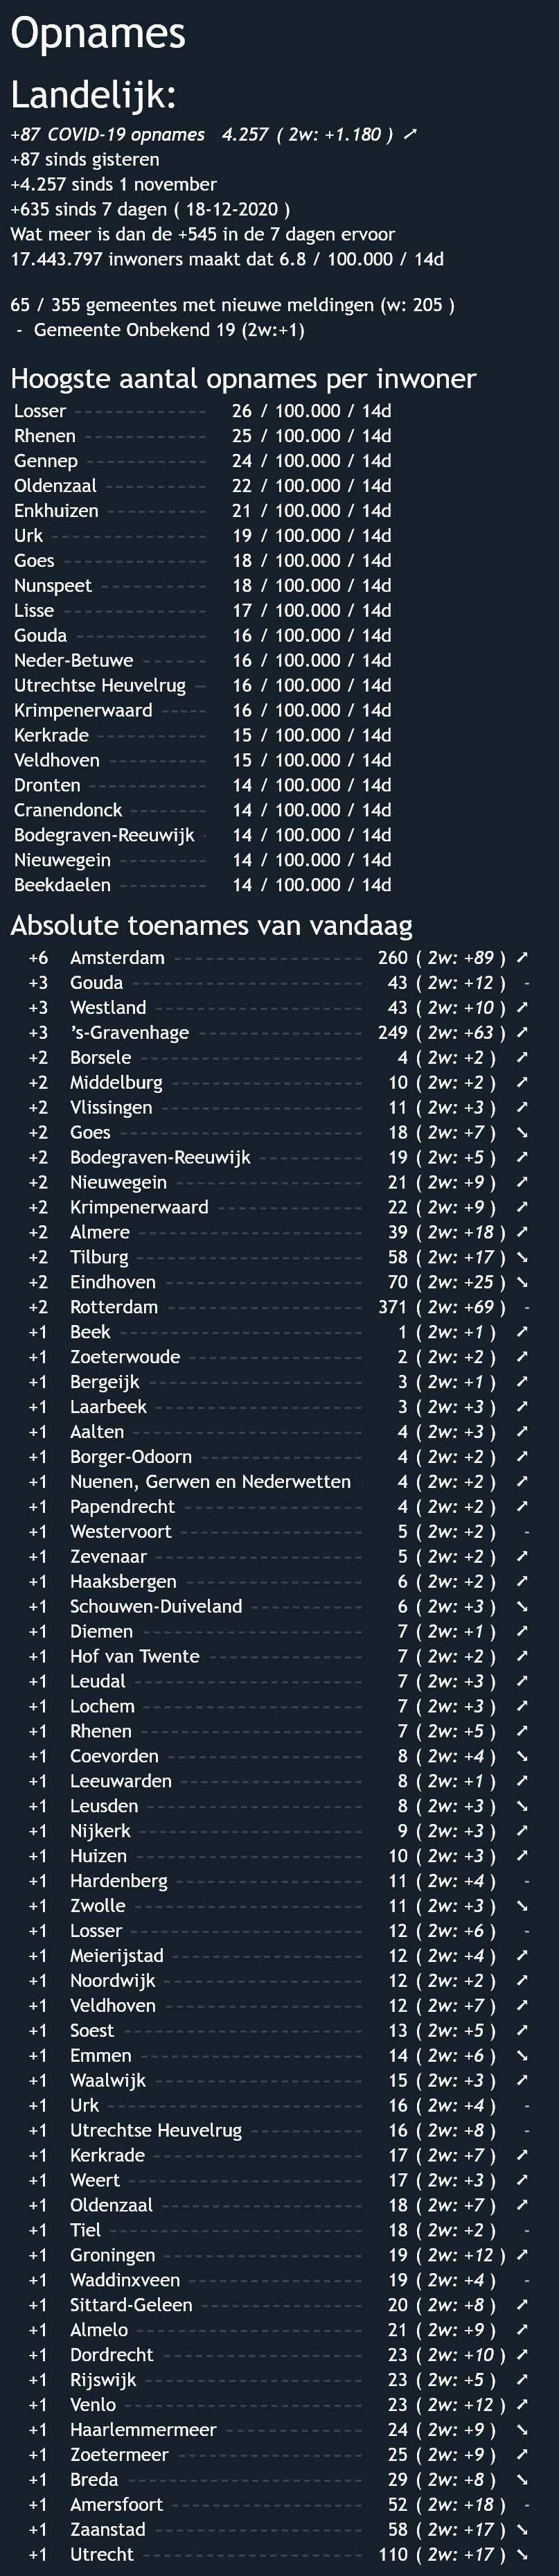 Opnames
Landelijk:
+87 COVID-19 opnames 4.257 ( 2w: +1.180 ) ➚
+87 sinds gisteren
+4.257 sinds 1 november
+635 sinds 7 dagen ( 18-12-2020 )
Wat meer is dan de +545 in de 7 dagen ervoor
17.443.797 inwoners maakt dat 6.8 / 100.000 / 14d
65 / 355 gemeentes met nieuwe meldingen (w: 205 )
- Gemeente Onbekend 19 (2w:+1)
Hoogste aantal opnames per inwoner
Losser 26 / 100.000 / 14d
Rhenen 25 / 100.000 / 14d
Gennep 24 / 100.000 / 14d
Oldenzaal 22 / 100.000 / 14d
Enkhuizen 21 / 100.000 / 14d
Urk 19 / 100.000 / 14d
Goes 18 / 100.000 / 14d
Nunspeet 18 / 100.000 / 14d
Lisse 17 / 100.000 / 14d
Gouda 16 / 100.000 / 14d
Neder-Betuwe 16 / 100.000 / 14d
Utrechtse Heuvelrug 16 / 100.000 / 14d
Krimpenerwaard 16 / 100.000 / 14d
Kerkrade 15 / 100.000 / 14d
Veldhoven 15 / 100.000 / 14d
Dronten 14 / 100.000 / 14d
Cranendonck 14 / 100.000 / 14d
Bodegraven-Reeuwijk 14 / 100.000 / 14d
Nieuwegein 14 / 100.000 / 14d
Beekdaelen 14 / 100.000 / 14d
Absolute toenames van vandaag
+6 Amsterdam 260 ( 2w: +89 ) ➚
+3 Gouda 43 ( 2w: +12 ) -
+3 Westland 43 ( 2w: +10 ) ➚
+3 's-Gravenhage 249 ( 2w: +63 ) ➚
+2 Borsele 4 ( 2w: +2 ) ➚
+2 Middelburg 10 ( 2w: +2 ) ➚
+2 Vlissingen 11 ( 2w: +3 ) ➚
+2 Goes 18 ( 2w: +7 ) ➘
+2 Bodegraven-Reeuwijk 19 ( 2w: +5 ) ➚
+2 Nieuwegein 21 ( 2w: +9 ) ➚
+2 Krimpenerwaard 22 ( 2w: +9 ) ➚
+2 Almere 39 ( 2w: +18 ) ➚
+2 Tilburg 58 ( 2w: +17 ) ➘
+2 Eindhoven 70 ( 2w: +25 ) ➘
+2 Rotterdam 371 ( 2w: +69 ) -
+1 Beek 1 ( 2w: +1 ) ➚
+1 Zoeterwoude 2 ( 2w: +2 ) ➚
+1 Bergeijk 3 ( 2w: +1 ) ➚
+1 Laarbeek 3 ( 2w: +3 ) ➚
+1 Aalten 4 ( 2w: +3 ) ➚
+1 Borger-Odoorn 4 ( 2w: +2 ) ➚
+1 Nuenen, Gerwen en Nederwetten 4 ( 2w: +2 ) ➚
+1 Papendrecht 4 ( 2w: +2 ) ➚
+1 Westervoort 5 ( 2w: +2 ) -
+1 Zevenaar 5 ( 2w: +2 ) ➚
+1 Haaksbergen 6 ( 2w: +2 ) ➚
+1 Schouwen-Duiveland 6 ( 2w: +3 ) ➘
+1 Diemen 7 ( 2w: +1 ) ➚
+1 Hof van Twente 7 ( 2w: +2 ) ➚
+1 Leudal 7 ( 2w: +3 ) ➚
+1 Lochem 7 ( 2w: +3 ) ➚
+1 Rhenen 7 ( 2w: +5 ) ➚
+1 Coevorden 8 ( 2w: +4 ) ➘
+1 Leeuwarden 8 ( 2w: +1 ) ➚
+1 Leusden 8 ( 2w: +3 ) ➘
+1 Nijkerk 9 ( 2w: +3 ) ➚
+1 Huizen 10 ( 2w: +3 ) ➚
+1 Hardenberg 11 ( 2w: +4 ) -
+1 Zwolle 11 ( 2w: +3 ) ➘
+1 Losser 12 ( 2w: +6 ) -
+1 Meierijstad 12 ( 2w: +4 ) ➚
+1 Noordwijk 12 ( 2w: +2 ) ➚
+1 Veldhoven 12 ( 2w: +7 ) ➚
+1 Soest 13 ( 2w: +5 ) ➚
+1 Emmen 14 ( 2w: +6 ) ➘
+1 Waalwijk 15 ( 2w: +3 ) ➚
+1 Urk 16 ( 2w: +4 ) -
+1 Utrechtse Heuvelrug 16 ( 2w: +8 ) -
+1 Kerkrade 17 ( 2w: +7 ) ➚
+1 Weert 17 ( 2w: +3 ) ➚
+1 Oldenzaal 18 ( 2w: +7 ) ➚
+1 Tiel 18 ( 2w: +2 ) -
+1 Groningen 19 ( 2w: +12 ) ➚
+1 Waddinxveen 19 ( 2w: +4 ) -
+1 Sittard-Geleen 20 ( 2w: +8 ) ➚
+1 Almelo 21 ( 2w: +9 ) ➚
+1 Dordrecht 23 ( 2w: +10 ) ➚
+1 Rijswijk 23 ( 2w: +5 ) ➚
+1 Venlo 23 ( 2w: +12 ) ➚
+1 Haarlemmermeer 24 ( 2w: +9 ) ➘
+1 Zoetermeer 25 ( 2w: +9 ) ➚
+1 Breda 29 ( 2w: +8 ) ➘
+1 Amersfoort 52 ( 2w: +18 ) -
+1 Zaanstad 58 ( 2w: +17 ) ➘
+1 Utrecht 110 ( 2w: +17 ) ➘